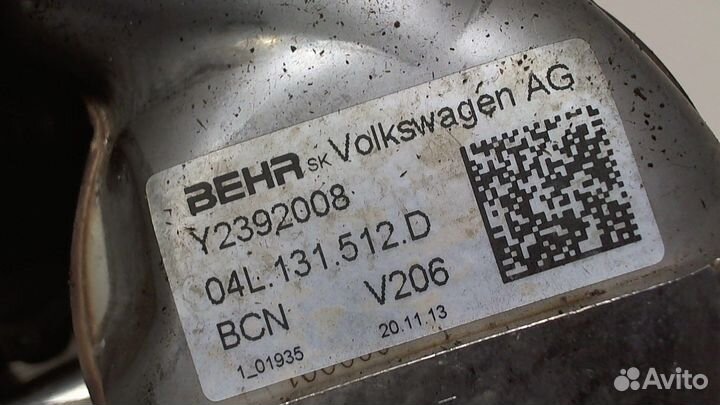 BEHR SK Volkswagen AG
Y2392008
04L.131.512.D
BCN V206
1_01935 20.11.13
Avito